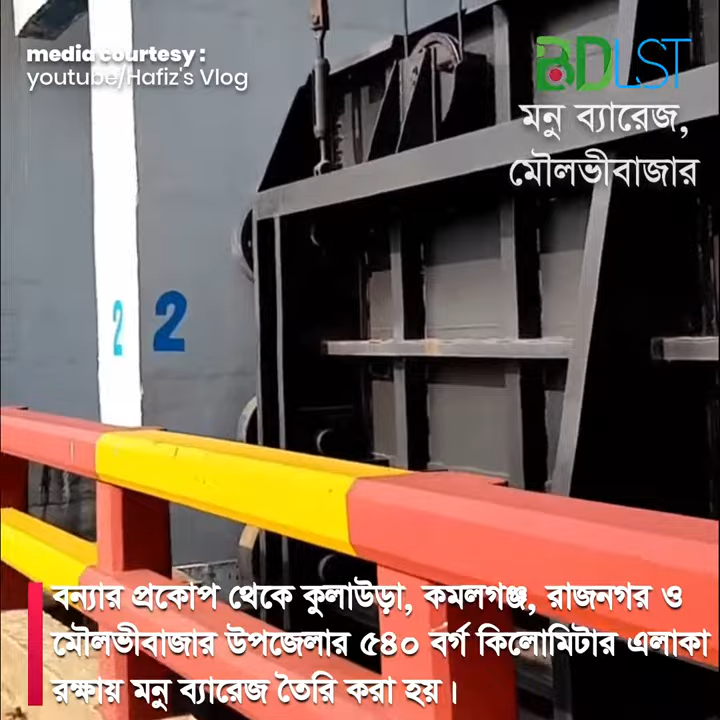 media courtesy :
youtube/Hafiz's Vlog
BDLST
মনু ব্যারেজ,
মৌলভীবাজার
2
2
বন্যার প্রকোপ থেকে কুলাউড়া, কমলগঞ্জ, রাজনগর ও
মৌলভীবাজার উপজেলার ৫৪০ বর্গ কিলোমিটার এলাকা
রক্ষায় মনু ব্যারেজ তৈরি করা হয়।